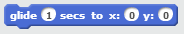 glide 1 secs to x: 0 y: 0